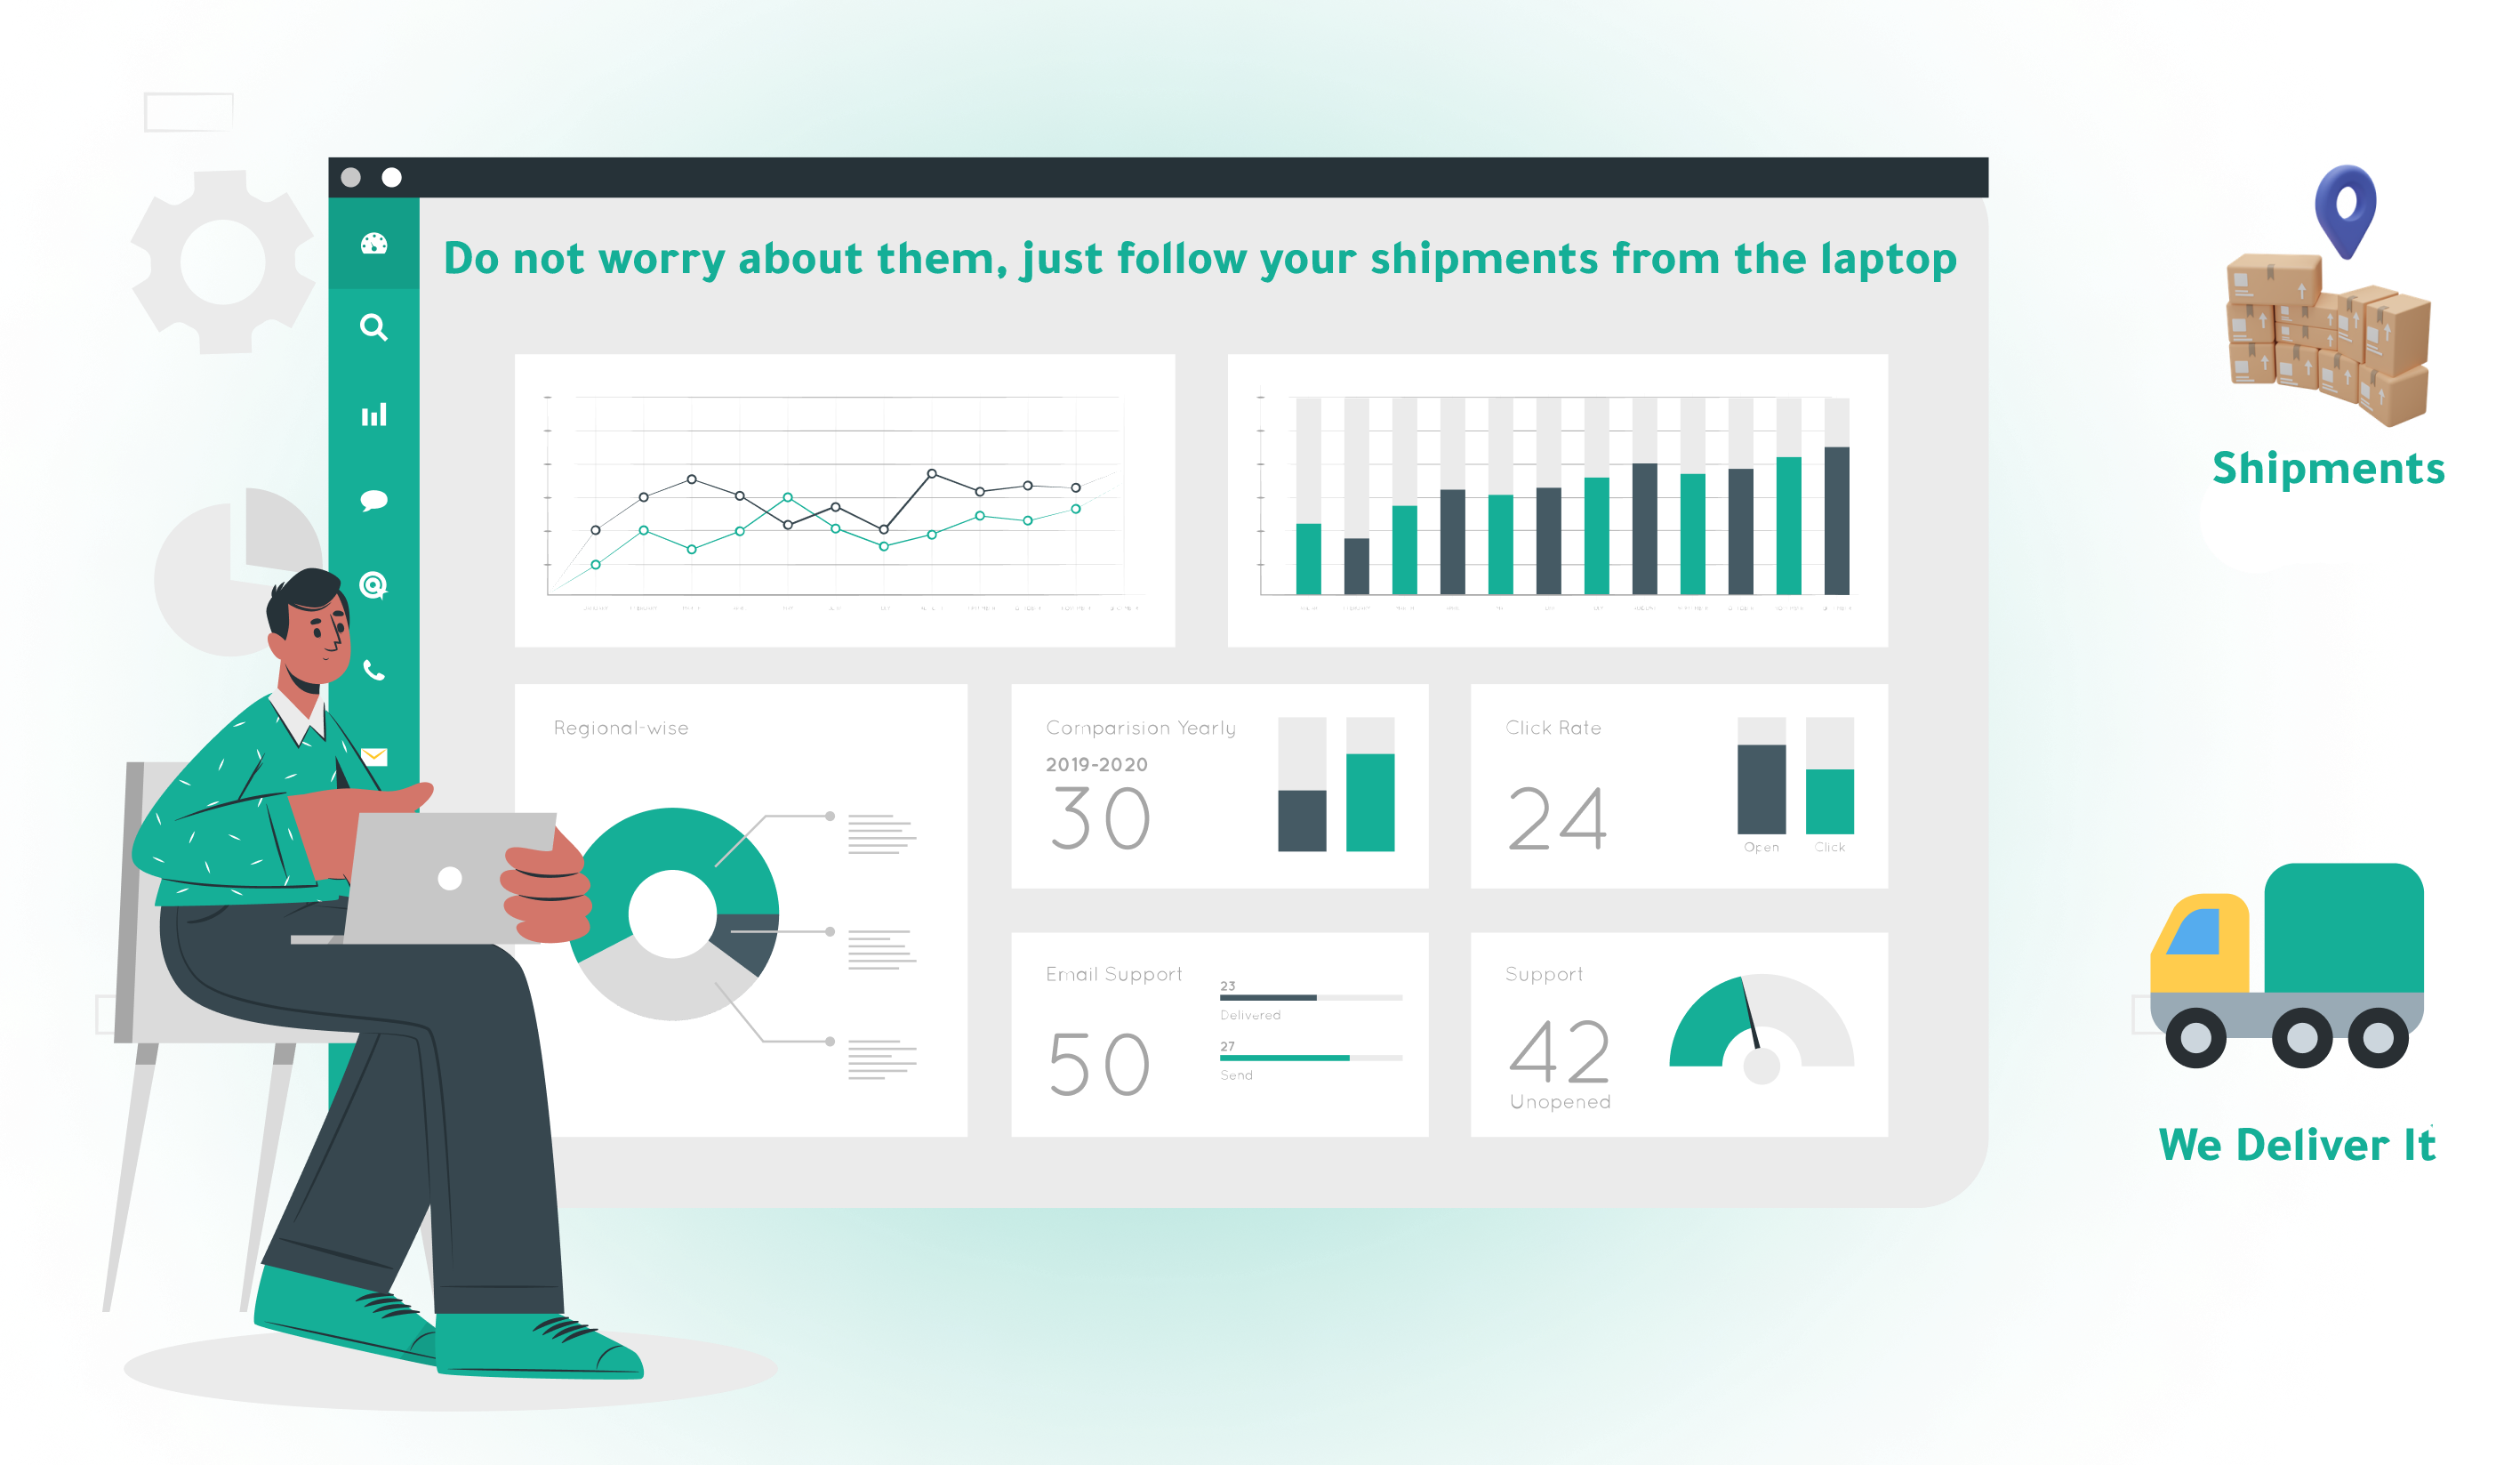 Do not worry about them, just follow your shipments from the laptop
Shipments
Regional-wise
Comparision Yearly
2019-2020
30
Click Rate
24
Open
Click
Email Support
50
23
Delivered
27
Send
Support
42
Unopened
We Deliver It